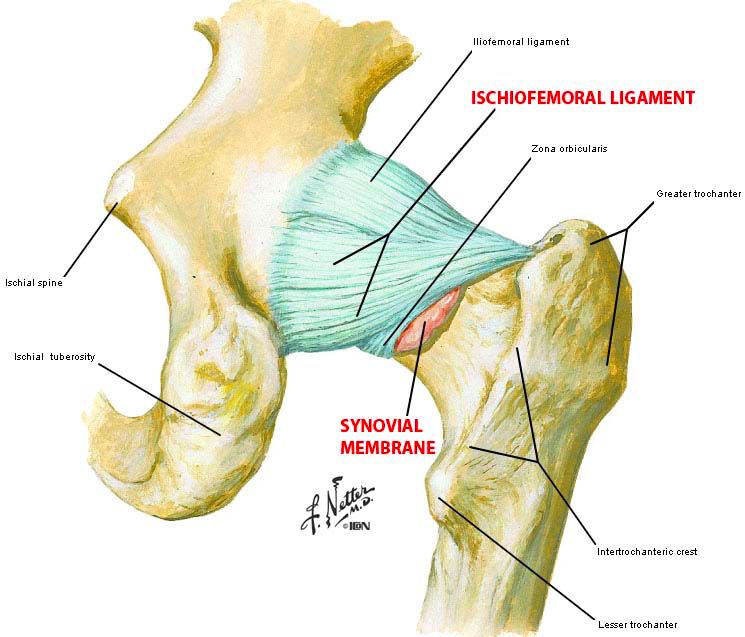 Iliofemoral ligament
ISCHIOFEMORAL LIGAMENT
Zona orbicularis
Greater trochanter
Ischial spine
Ischial tuberosity
SYNOVIAL
MEMBRANE
F. Netter
M.D.
©ICON
Intertrochanteric crest
Lesser trochanter